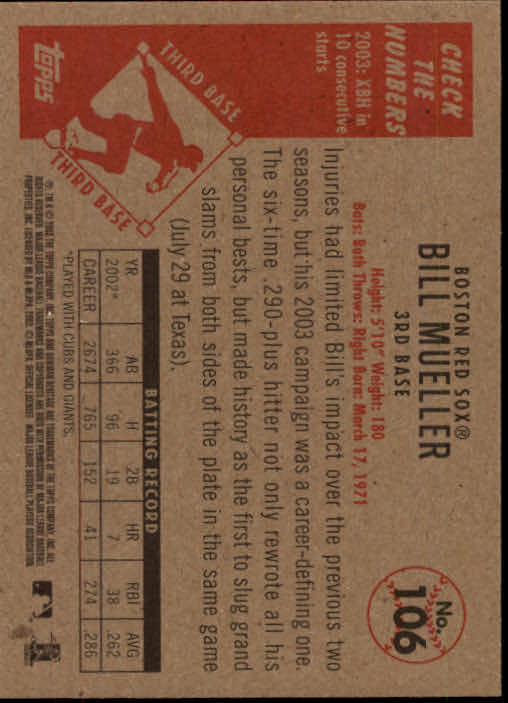 CHECK
THE
NUMBERS
2003: XBH in
10 consecutive
starts
THIRD BASE
THIRD BASE
Topps
BOSTON RED SOX®
BILL MUELLER
3RD BASE
No.
106
Height: 5'10" Weight: 180
Bats: Both Throws: Right Born: March 17, 1971
Injuries had limited Bill's impact over the previous two
seasons, but his 2003 campaign was a career-defining one.
The six-time .290-plus hitter not only rewrote all his
personal bests, but made history as the first to slug grand
slams from both sides of the plate in the same game
(July 29 at Texas).
BATTING RECORD
YR AB H 2B HR RBI AVG
2002* 366 96 19 7 38 .262
CAREER 2674 765 152 41 274 .286
*PLAYED WITH CUBS AND GIANTS.